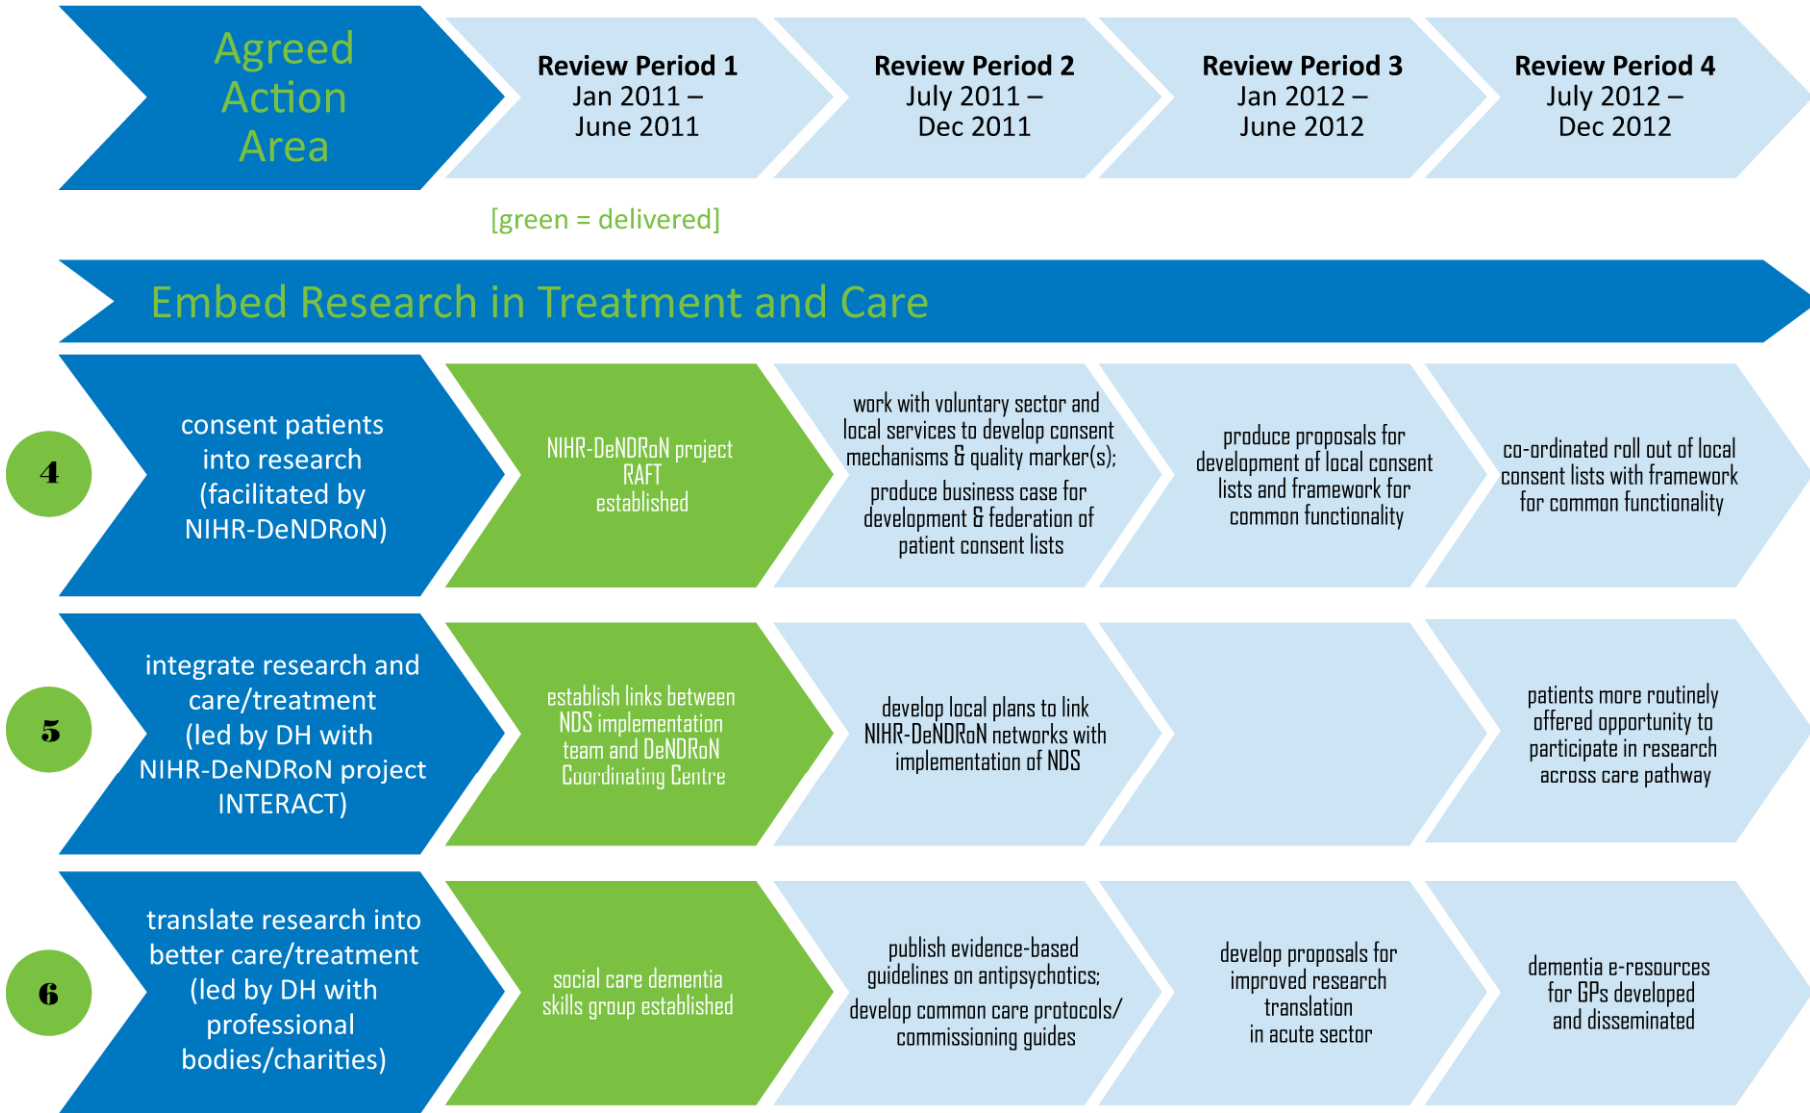 Agreed
Action
Area
Review Period 1
Jan 2011 –
June 2011
Review Period 2
July 2011 –
Dec 2011
Review Period 3
Jan 2012 –
June 2012
Review Period 4
July 2012 –
Dec 2012
[green = delivered]
Embed Research in Treatment and Care
4
consent patients
into research
(facilitated by
NIHR-DeNDRoN)
NIHR-DeNDRoN project
RAFT
established
work with voluntary sector and
local services to develop consent
mechanisms & quality marker(s);
produce business case for
development & federation of
patient consent lists
produce proposals for
development of local consent
lists and framework for
common functionality
co-ordinated roll out of local
consent lists with framework
for common functionality
5
integrate research and
care/treatment
(led by DH with
NIHR-DeNDRoN project
INTERACT)
establish links between
NDS implementation
team and DeNDRoN
Coordinating Centre
develop local plans to link
NIHR-DeNDRoN networks with
implementation of NDS
patients more routinely
offered opportunity to
participate in research
across care pathway
6
translate research into
better care/treatment
(led by DH with
professional
bodies/charities)
social care dementia
skills group established
publish evidence-based
guidelines on antipsychotics;
develop common care protocols/
commissioning guides
develop proposals for
improved research
translation
in acute sector
dementia e-resources
for GPs developed
and disseminated